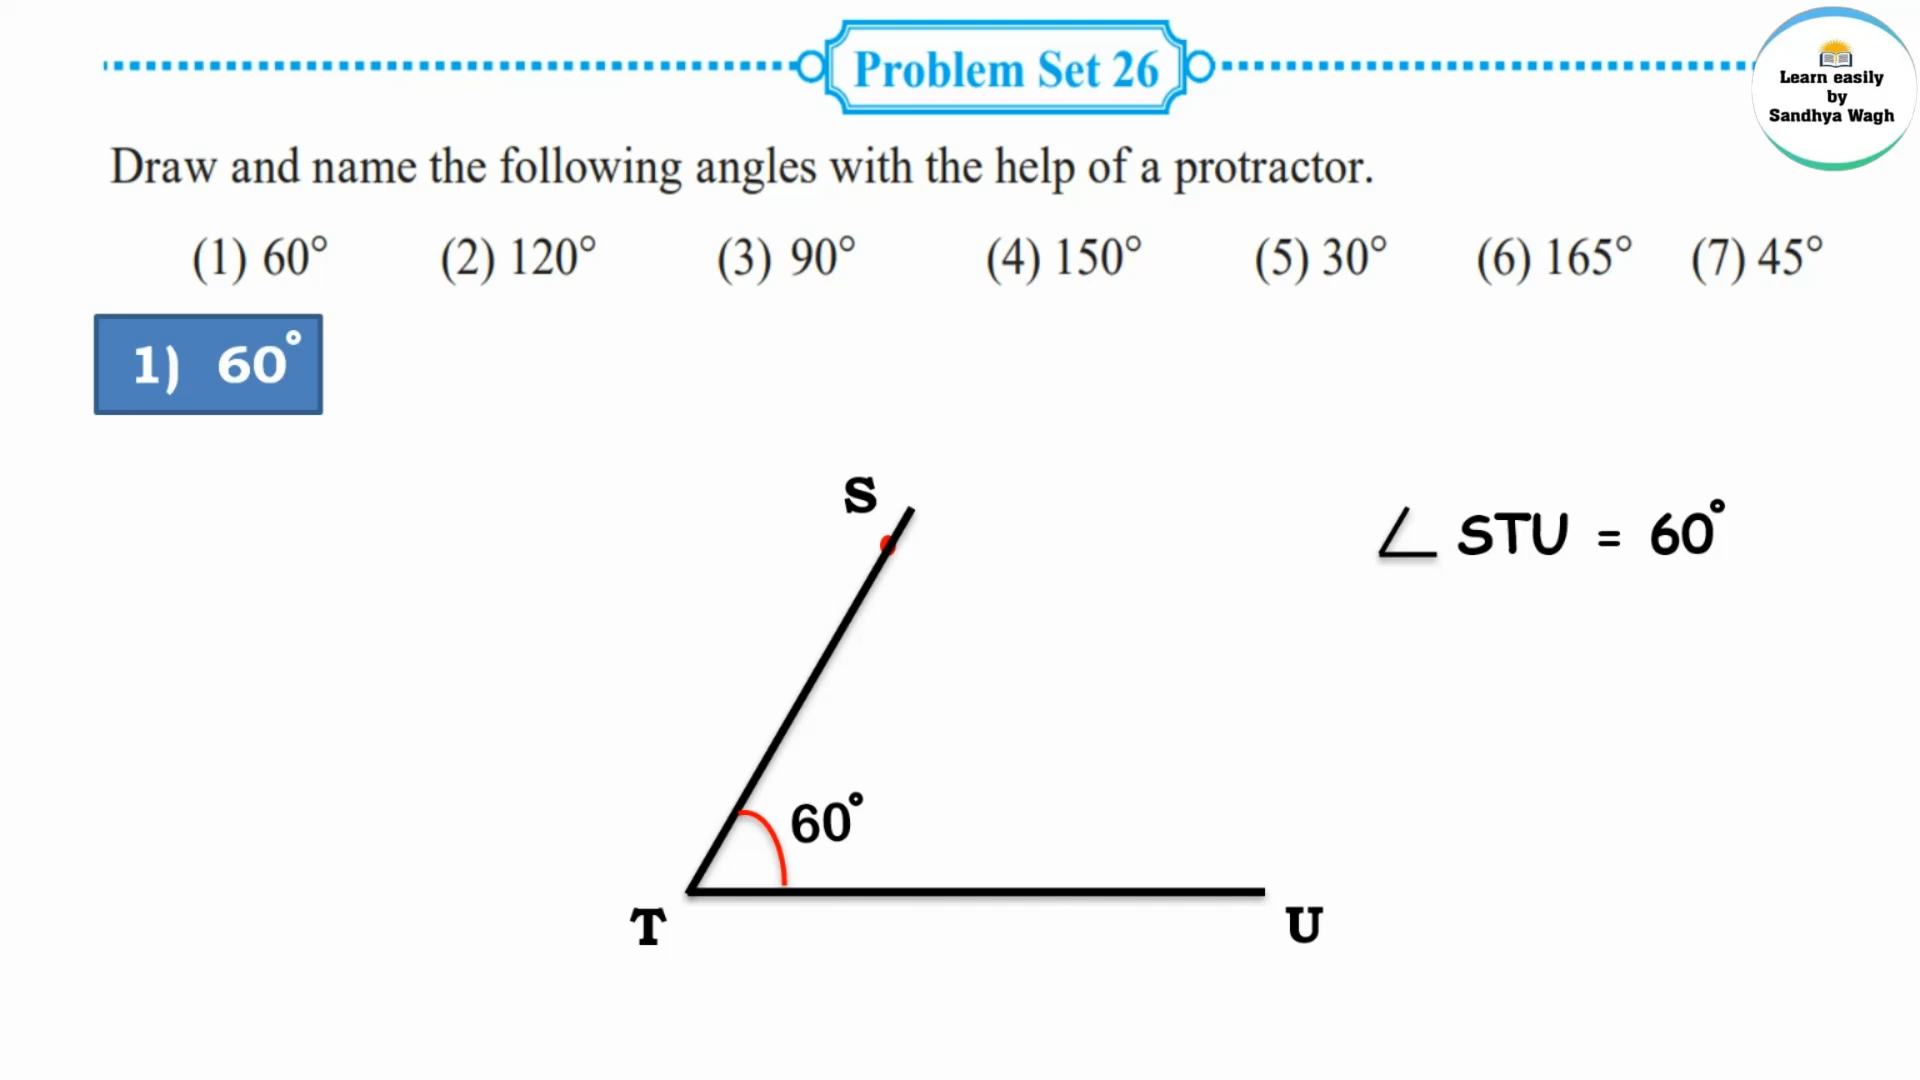 Problem Set 26
Learn easily
by
Sandhya Wagh
Draw and name the following angles with the help of a protractor.
(1) 60° (2) 120° (3) 90° (4) 150° (5) 30° (6) 165° (7) 45°
1) 60°
S
∠ STU = 60°
60°
T U